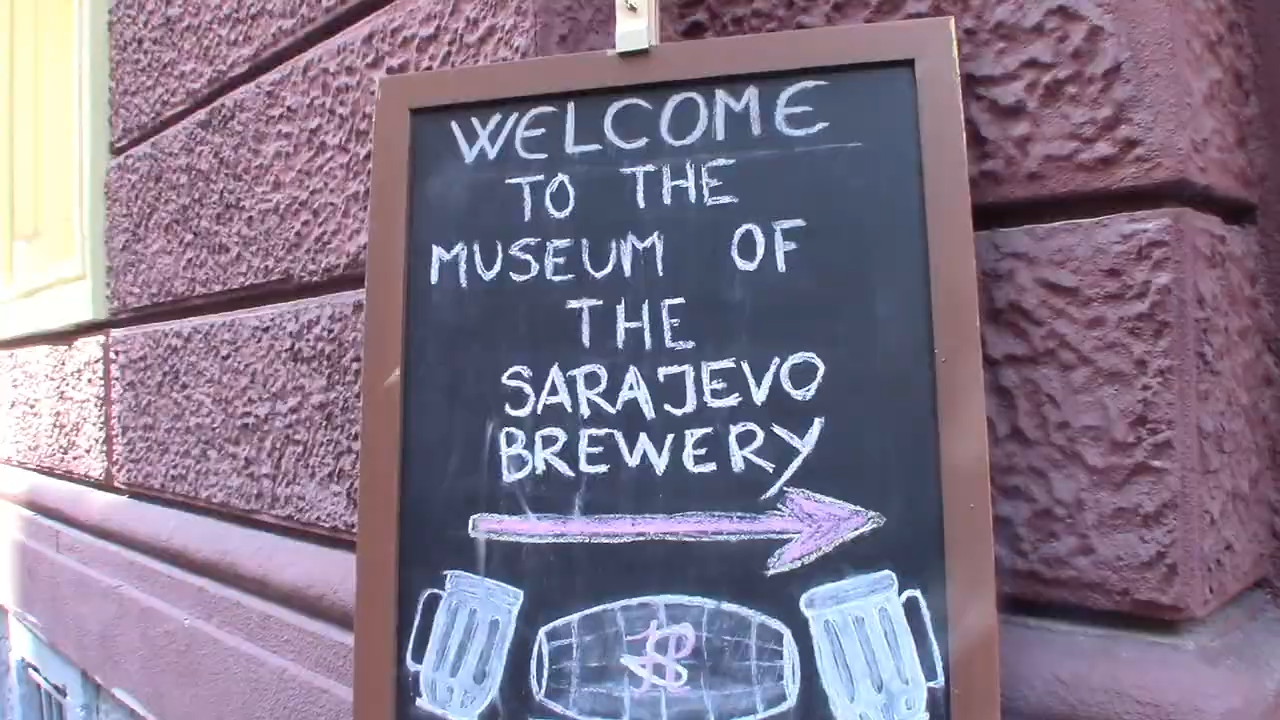 WELCOME
TO THE
MUSEUM OF
THE
SARAJEVO
BREWERY